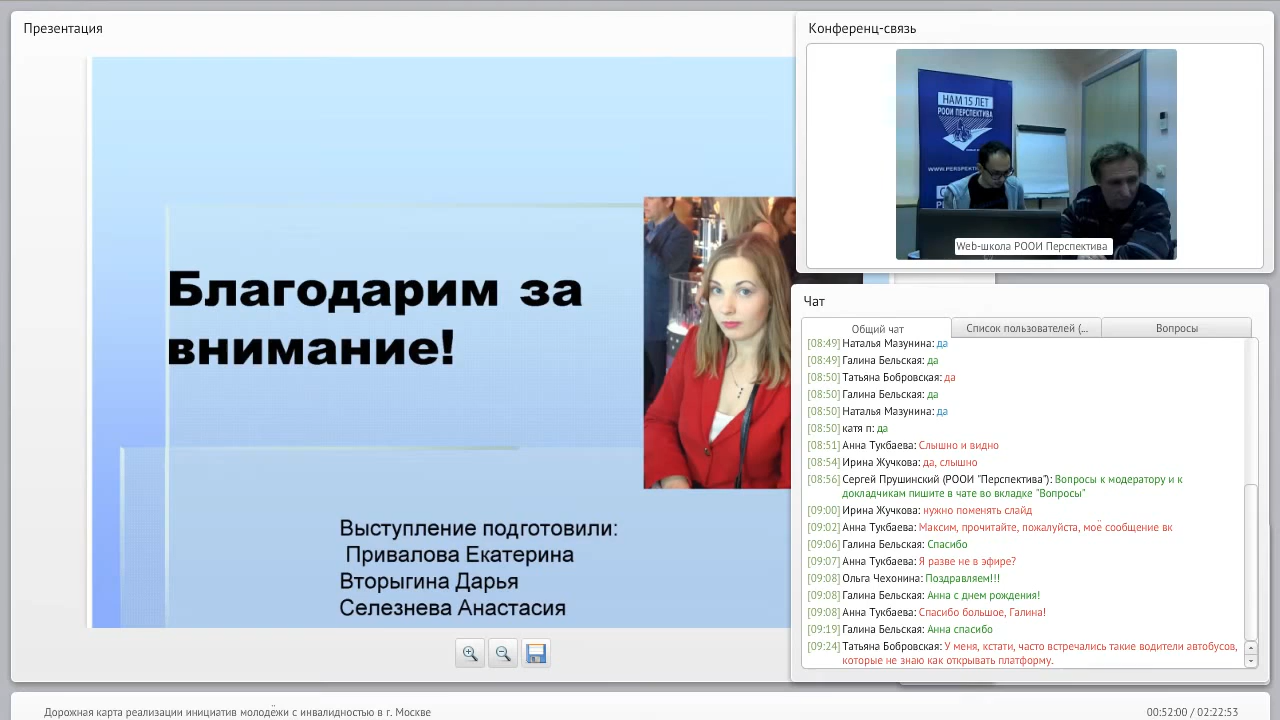 Презентация
Благодарим за
внимание!
Выступление подготовили:
Привалова Екатерина
Вторыгина Дарья
Селезнева Анастасия
Конференц-связь
НАМ 15 ЛЕТ
РООИ ПЕРСПЕКТИВА
Web-школа РООИ Перспектива
Чат
Общий чат
Список пользователей (...
Вопросы
[08:49] Наталья Мазунина: да
[08:49] Галина Бельская: да
[08:50] Татьяна Бобровская: да
[08:50] Галина Бельская: да
[08:50] Наталья Мазунина: да
[08:50] катя п: да
[08:51] Анна Тукбаева: Слышно и видно
[08:54] Ирина Жучкова: да, слышно
[08:56] Сергей Прушинский (РООИ "Перспектива"): Вопросы к модератору и к
докладчикам пишите в чате во вкладке "Вопросы"
[09:00] Ирина Жучкова: нужно поменять слайд
[09:02] Анна Тукбаева: Максим, прочитайте, пожалуйста, моё сообщение вк
[09:06] Галина Бельская: Спасибо
[09:07] Анна Тукбаева: Я разве не в эфире?
[09:08] Ольга Чехонина: Поздравляем!!!
[09:08] Галина Бельская: Анна с днем рождения!
[09:08] Анна Тукбаева: Спасибо большое, Галина!
[09:19] Галина Бельская: Анна спасибо
[09:24] Татьяна Бобровская: У меня, кстати, часто встречались такие водители автобусов,
которые не знаю как открывать платформу.
Дорожная карта реализации инициатив молодёжи с инвалидностью в г. Москве
00:52:00 / 02:22:53